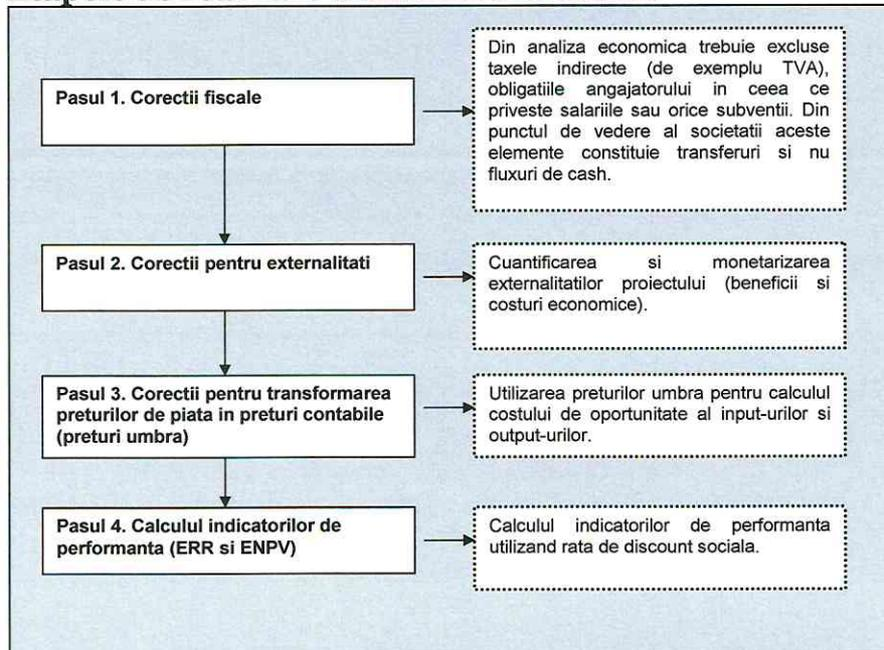 Pasul 1. Corectii fiscale
Din analiza economica trebuie excluse
taxele indirecte (de exemplu TVA),
obligatiile angajatorului in ceea ce
priveste salariile sau orice subventii. Din
punctul de vedere al societatii aceste
elemente constituie transferuri si nu
fluxuri de cash.
Pasul 2. Corectii pentru externalitati
Cuantificarea si monetarizarea
externalitatilor proiectului (beneficii si
costuri economice).
Pasul 3. Corectii pentru transformarea
preturilor de piata in preturi contabile
(preturi umbra)
Utilizarea preturilor umbra pentru calculul
costului de oportunitate al input-urilor si
output-urilor.
Pasul 4. Calculul indicatorilor de
performanta (ERR si ENPV)
Calculul indicatorilor de performanta
utilizand rata de discount sociala.